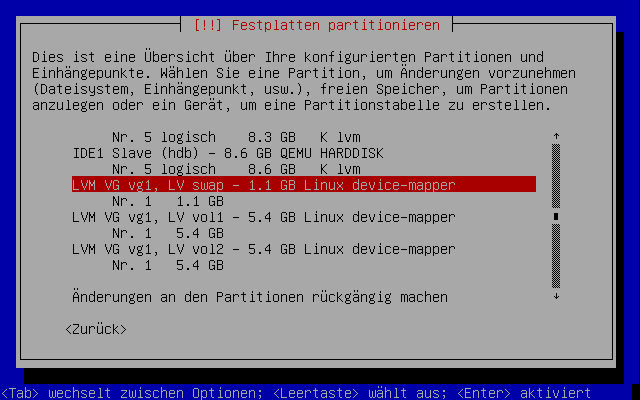 [!!] Festplatten partitionieren
Dies ist eine Übersicht über Ihre konfigurierten Partitionen und
Einhängepunkte. Wählen Sie eine Partition, um Änderungen vorzunehmen
(Dateisystem, Einhängepunkt, usw.), freien Speicher, um Partitionen
anzulegen oder ein Gerät, um eine Partitionstabelle zu erstellen.
Nr. 5 logisch 8.3 GB K lvm
IDE1 Slave (hdb) – 8.6 GB QEMU HARDDISK
Nr. 5 logisch 8.6 GB K lvm
LVM VG vg1, LV swap – 1.1 GB Linux device-mapper
Nr. 1 1.1 GB
LVM VG vg1, LV vol1 – 5.4 GB Linux device-mapper
Nr. 1 5.4 GB
LVM VG vg1, LV vol2 – 5.4 GB Linux device-mapper
Nr. 1 5.4 GB
Änderungen an den Partitionen rückgängig machen
<Zurück>
<Tab> wechselt zwischen Optionen; <Leertaste> wählt aus; <Enter> aktiviert